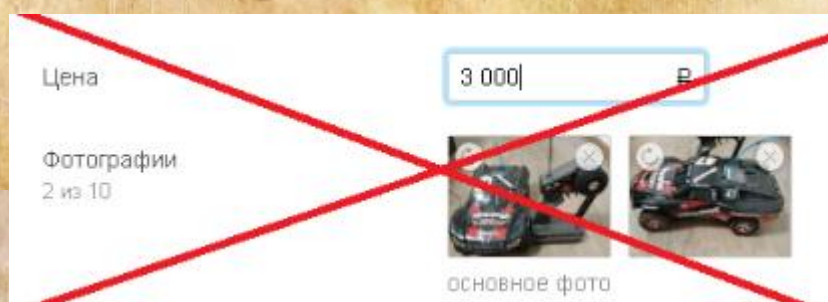 Цена
3 000 ₽
Фотографии
2 из 10
основное фото